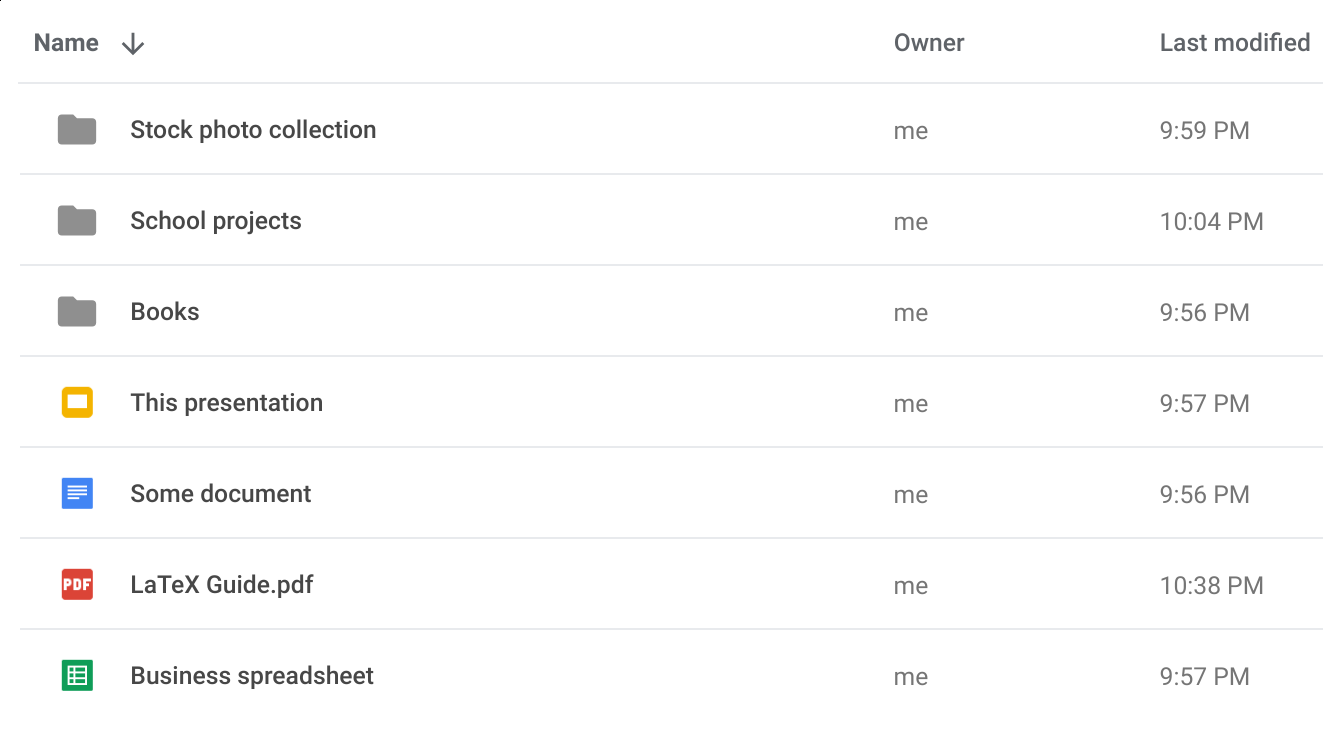 Name Owner Last modified
Stock photo collection me 9:59 PM
School projects me 10:04 PM
Books me 9:56 PM
This presentation me 9:57 PM
Some document me 9:56 PM
PDF LaTeX Guide.pdf me 10:38 PM
Business spreadsheet me 9:57 PM